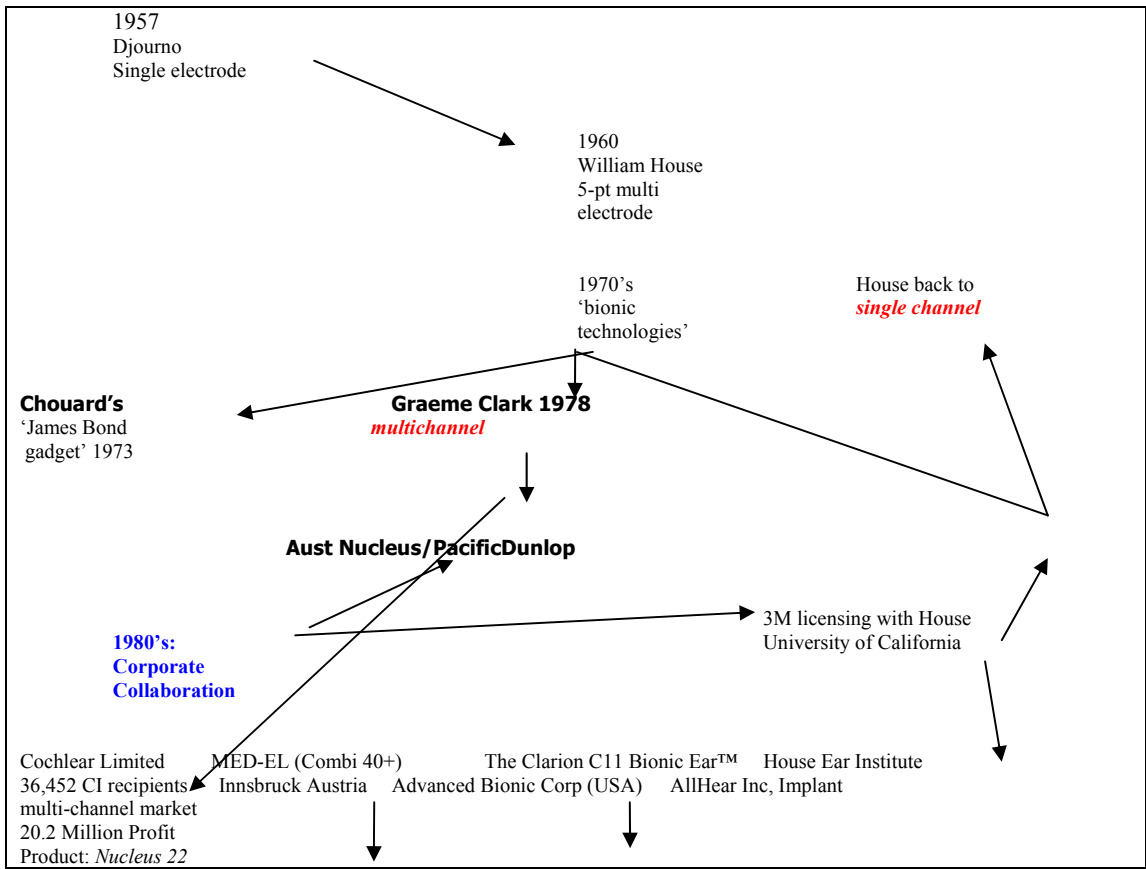 1957
Djourno
Single electrode
1960
William House
5-pt multi
electrode
1970's
‘bionic
technologies’
House back to
single channel
Chouard's
‘James Bond
gadget’ 1973
Graeme Clark 1978
multichannel
Aust Nucleus/PacificDunlop
1980's:
Corporate
Collaboration
3M licensing with House
University of California
Cochlear Limited
36,452 CI recipients
multi-channel market
20.2 Million Profit
Product: Nucleus 22
MED-EL (Combi 40+)
Innsbruck Austria
The Clarion C11 Bionic Ear™
Advanced Bionic Corp (USA)
House Ear Institute
AllHear Inc, Implant